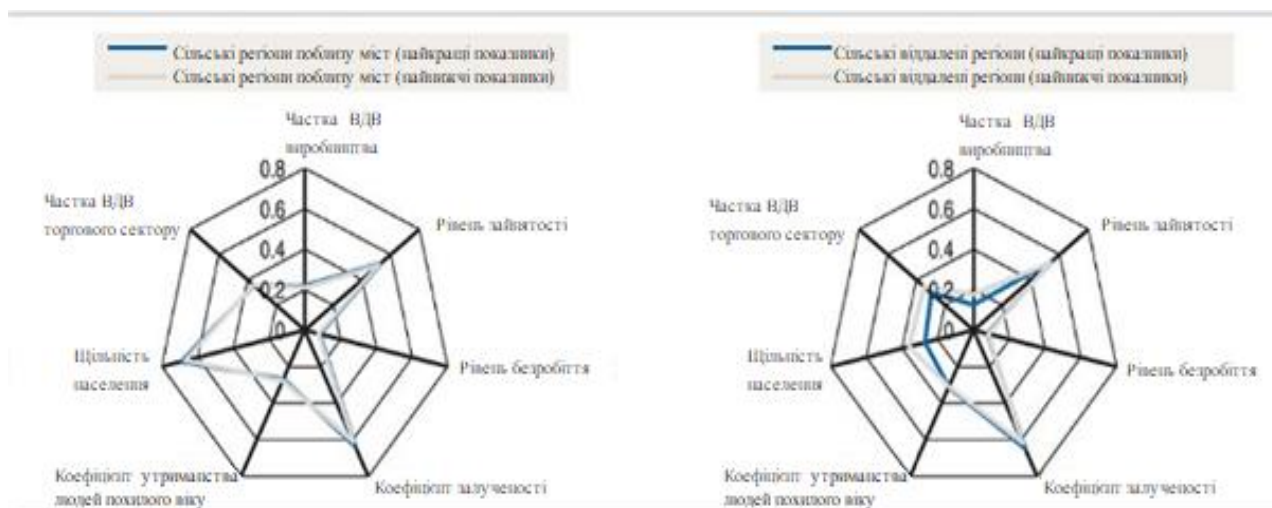 Сільські регіони поблизу міст (найкращі показники)
Сільські регіони поблизу міст (найнижчі показники)
Частка ВДВ
виробництва
0.8
0.6
0.4
0.2
0
Частка ВДВ
торгового сектору
Рівень зайнятості
Щільність
населення
Рівень безробіття
Коефіцієнт утриманства
людей похилого віку
Коефіцієнт залученості
Сільські віддалені регіони (найкращі показники)
Сільські віддалені регіони (найнижчі показники)
Частка ВДВ
виробництва
0.8
0.6
0.4
0.2
0
Частка ВДВ
торгового сектору
Рівень зайнятості
Щільність
населення
Рівень безробіття
Коефіцієнт утриманства
людей похилого віку
Коефіцієнт залученості